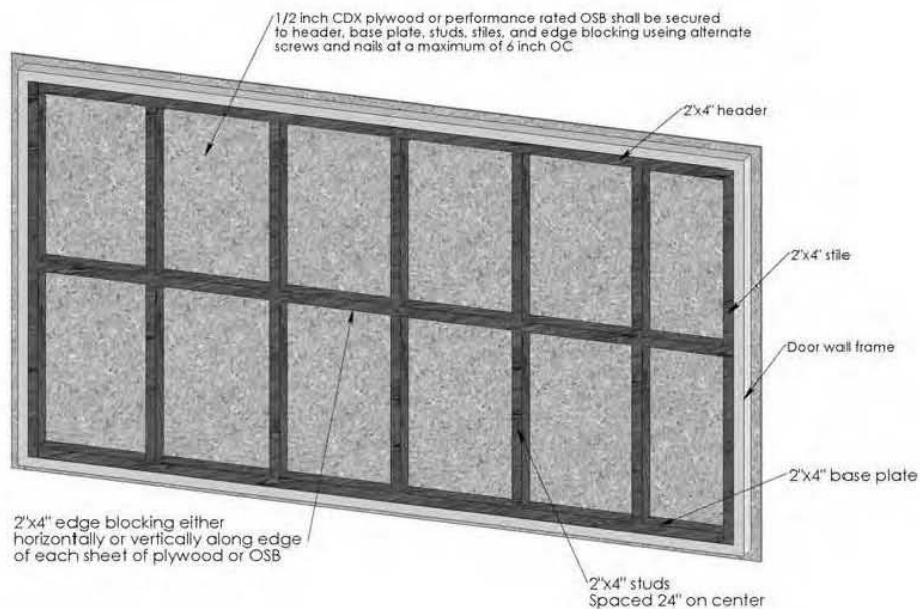 1/2 inch CDX plywood or performance rated OSB shall be secured
to header, base plate, studs, stiles, and edge blocking useing alternate
screws and nails at a maximum of 6 inch OC
2"x4" header
2"x4" stile
Door wall frame
2"x4" base plate
2"x4" edge blocking either
horizontally or vertically along edge
of each sheet of plywood or OSB
2"x4" studs
Spaced 24" on center